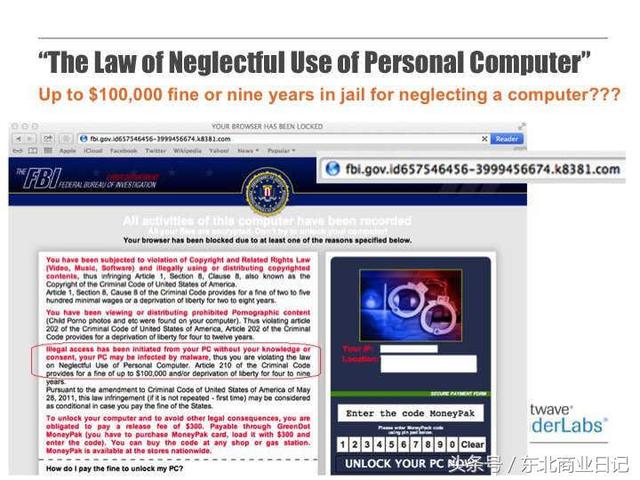 “The Law of Neglectful Use of Personal Computer”
Up to $100,000 fine or nine years in jail for neglecting a computer???
YOUR BROWSER HAS BEEN LOCKED
fbi.gov.id657546456-3999456674.k8381.com
Reader
Apple iCloud Facebook Twitter Wikipedia Yahoo! News Popular
fbi.gov.id657546456-3999456674.k8381.com
THE FBI FEDERAL BUREAU OF INVESTIGATION
All activities of this computer have been recorded
All your files are encrypted. Don't try to unlock your computer!
Your browser has been blocked due to at least one of the reasons specified below.
You have been subjected to violation of Copyright and Related Rights Law
(Video, Music, Software) and illegally using or distributing copyrighted
contents, thus infringing Article 1, Section 8, Clause 8, also known as the
Copyright of the Criminal Code of United States of America.
Article 1, Section 8, Clause 8 of the Criminal Code provides for a fine of two to five
hundred minimal wages or a deprivation of liberty for two to eight years.
You have been viewing or distributing prohibited Pornographic content
(Child Porno photos and etc were found on your computer). Thus violating article
202 of the Criminal Code of United States of America, Article 202 of the Criminal
Code provides for a deprivation of liberty for four to twelve years.
Illegal access has been initiated from your PC without your knowledge or
consent, your PC may be infected by malware, thus you are violating the law
on Neglectful Use of Personal Computer. Article 210 of the Criminal Code
provides for a fine of up to $100,000 and/or deprivation of liberty for four to nine
years.
Pursuant to the amendment to Criminal Code of United States of America of May
28, 2011, this law infringement (if it is not repeated - first time) may be considered
as conditional in case you pay the fine of the States.
To unlock your computer and to avoid other legal consequences, you are
obligated to pay a release fee of $300. Payable through GreenDot
MoneyPak (you have to purchase MoneyPak card, load it with $300 and
enter the code). You can buy the code at any shop or gas station.
MoneyPak is available at the stores nationwide.
How do I pay the fine to unlock my PC?
Your IP:
Location:
SECURE PAYMENT FORM
Enter the code MoneyPak
Please enter MoneyPack code
using pin pad below:
1 2 3 4 5 6 7 8 9 0 Clear
UNLOCK YOUR PC NOW!
twave®
derLabs®
头条号 / 东北商业日记